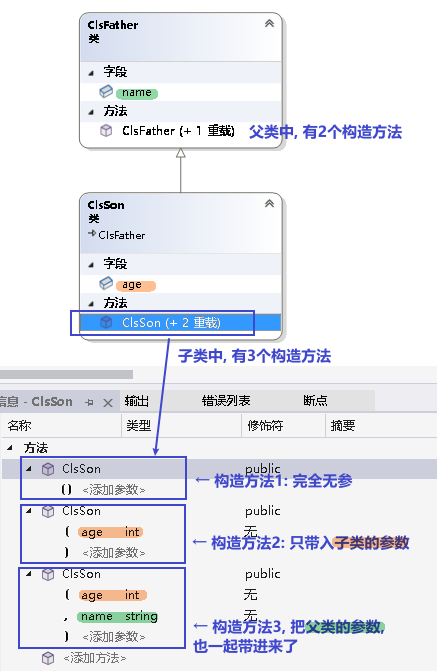 ClsFather
类
字段
name
方法
ClsFather (+ 1 重载)
父类中, 有2个构造方法
ClsSon
类
ClsFather
字段
age
方法
ClsSon (+ 2 重载)
子类中, 有3个构造方法
信息 - ClsSon 输出 错误列表 断点
名称 类型 修饰符 摘要
方法
ClsSon public
() <添加参数> ← 构造方法1: 完全无参
ClsSon public
( age int 无
) <添加参数> ← 构造方法2: 只带入子类的参数
ClsSon public
( age int 无
, name string 无
) <添加参数> ← 构造方法3, 把父类的参数,
也一起带进来了
<添加方法>